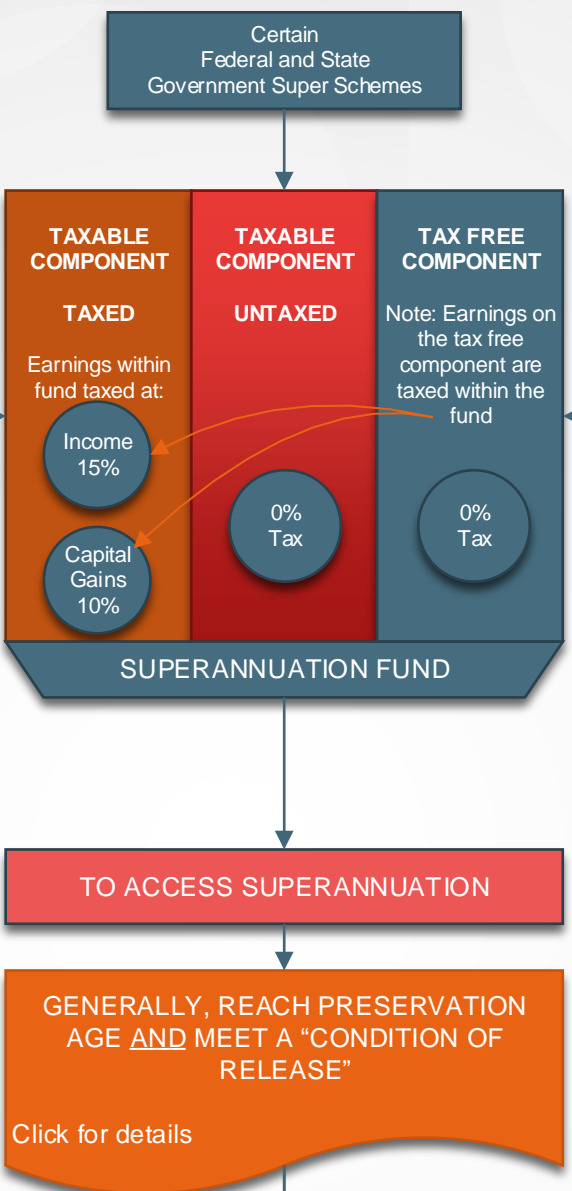 Certain
Federal and State
Government Super Schemes
TAXABLE
COMPONENT
TAXED
Earnings within
fund taxed at:
Income
15%
Capital
Gains
10%
TAXABLE
COMPONENT
UNTAXED
0%
Tax
TAX FREE
COMPONENT
Note: Earnings on
the tax free
component are
taxed within the
fund
0%
Tax
SUPERANNUATION FUND
TO ACCESS SUPERANNUATION
GENERALLY, REACH PRESERVATION
AGE AND MEET A “CONDITION OF
RELEASE”
Click for details